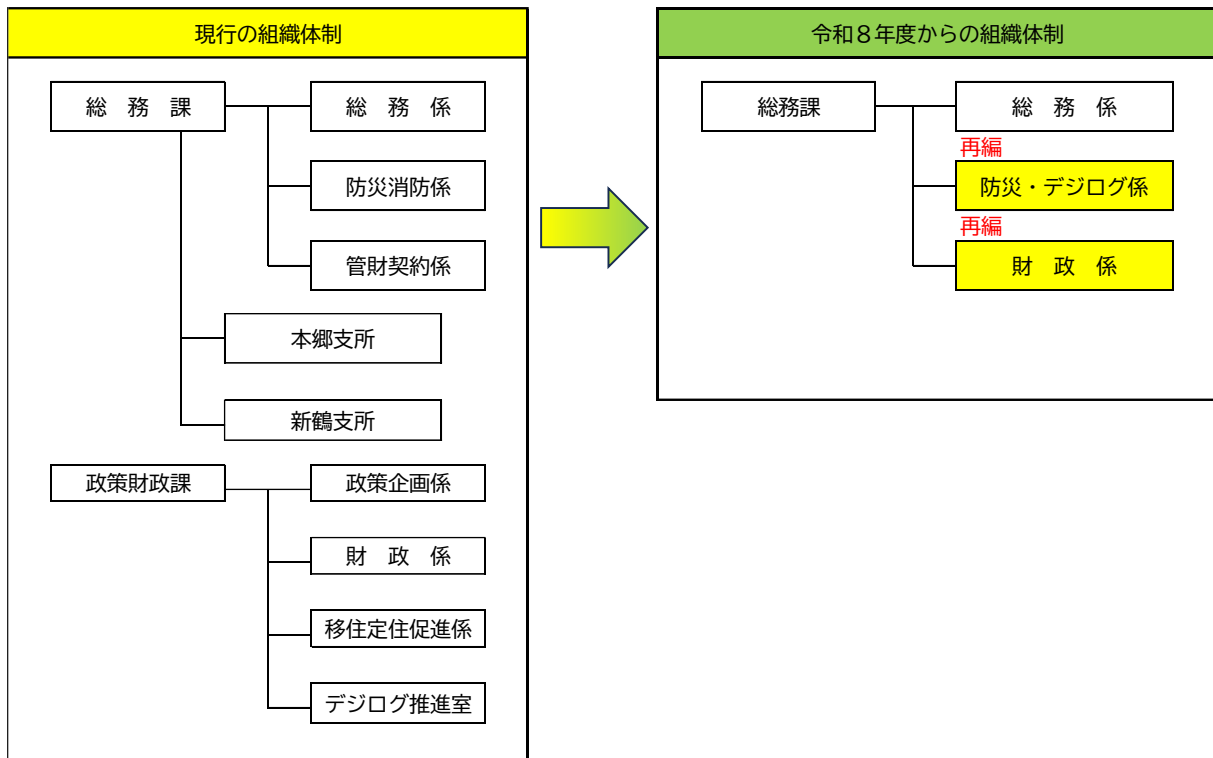 現行の組織体制
総　務　課
総　務　係
防災消防係
管財契約係
本郷支所
新鶴支所
政策財政課
政策企画係
財　政　係
移住定住促進係
デジログ推進室
令和８年度からの組織体制
総務課
総　務　係
再編
防災・デジログ係
再編
財　政　係